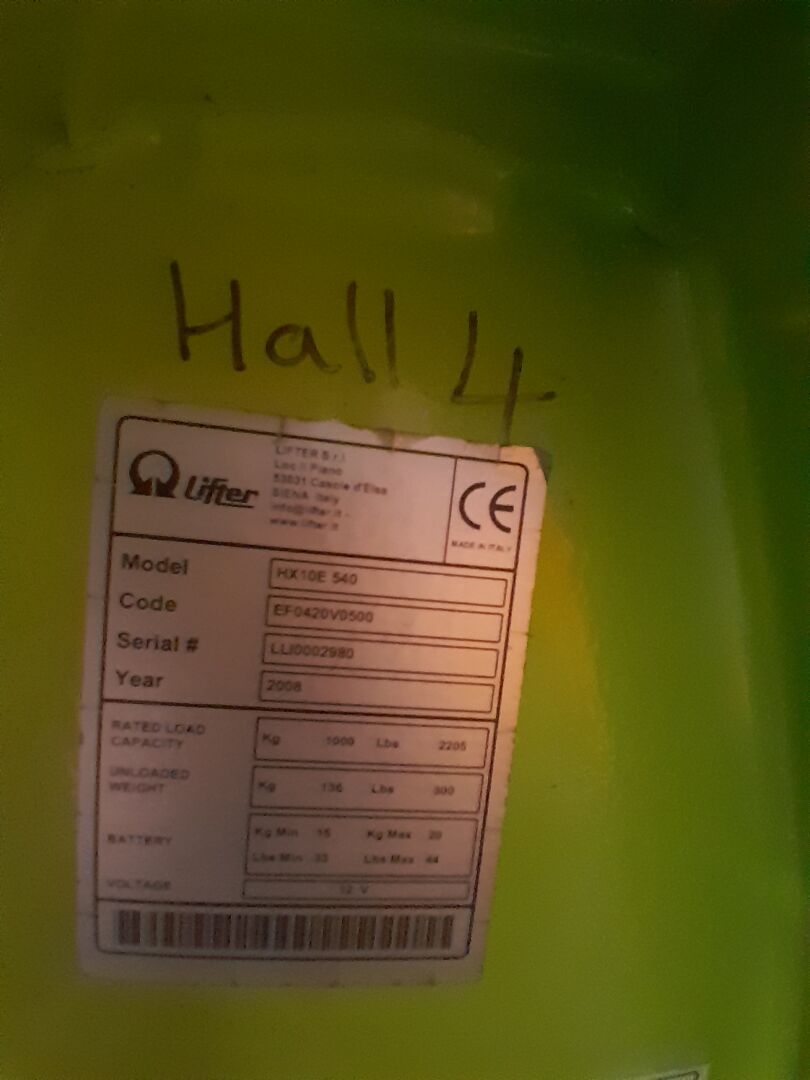 Hall 4
Lifter
LIFTER S.r.l.
Loc Il Piano
53031 Casole d'Elsa
SIENA Italy
info@lifter.it -
www.lifter.it
CE
MADE IN ITALY
Model HX10E 540
Code EF0420V0500
Serial # LLI0002980
Year 2008
RATED LOAD CAPACITY Kg 1000 Lbs 2205
UNLOADED WEIGHT Kg 136 Lbs 300
BATTERY Kg Min 15 Kg Max 20
Lbs Min 33 Lbs Max 44
VOLTAGE 12 V